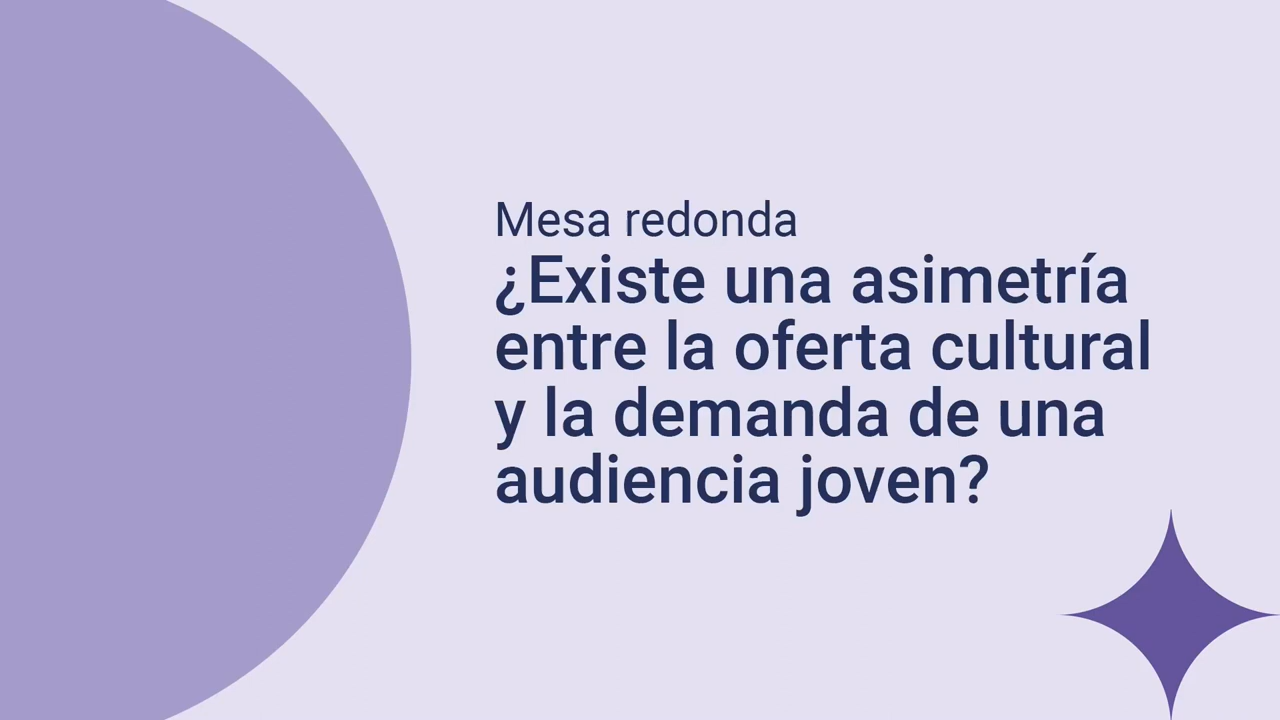 Mesa redonda
¿Existe una asimetría
entre la oferta cultural
y la demanda de una
audiencia joven?